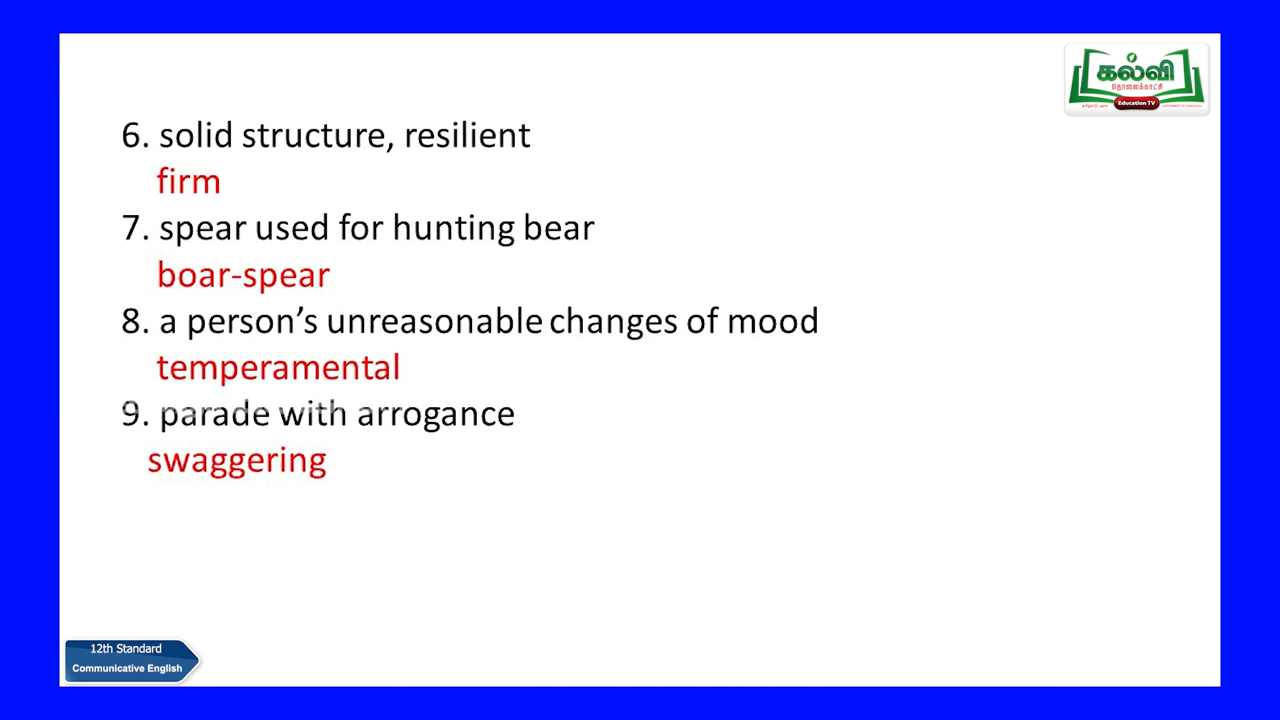 கல்வி
தொலைக்காட்சி
Education TV
6. solid structure, resilient
firm
7. spear used for hunting bear
boar-spear
8. a person’s unreasonable changes of mood
temperamental
9. parade with arrogance
swaggering
12th Standard
Communicative English